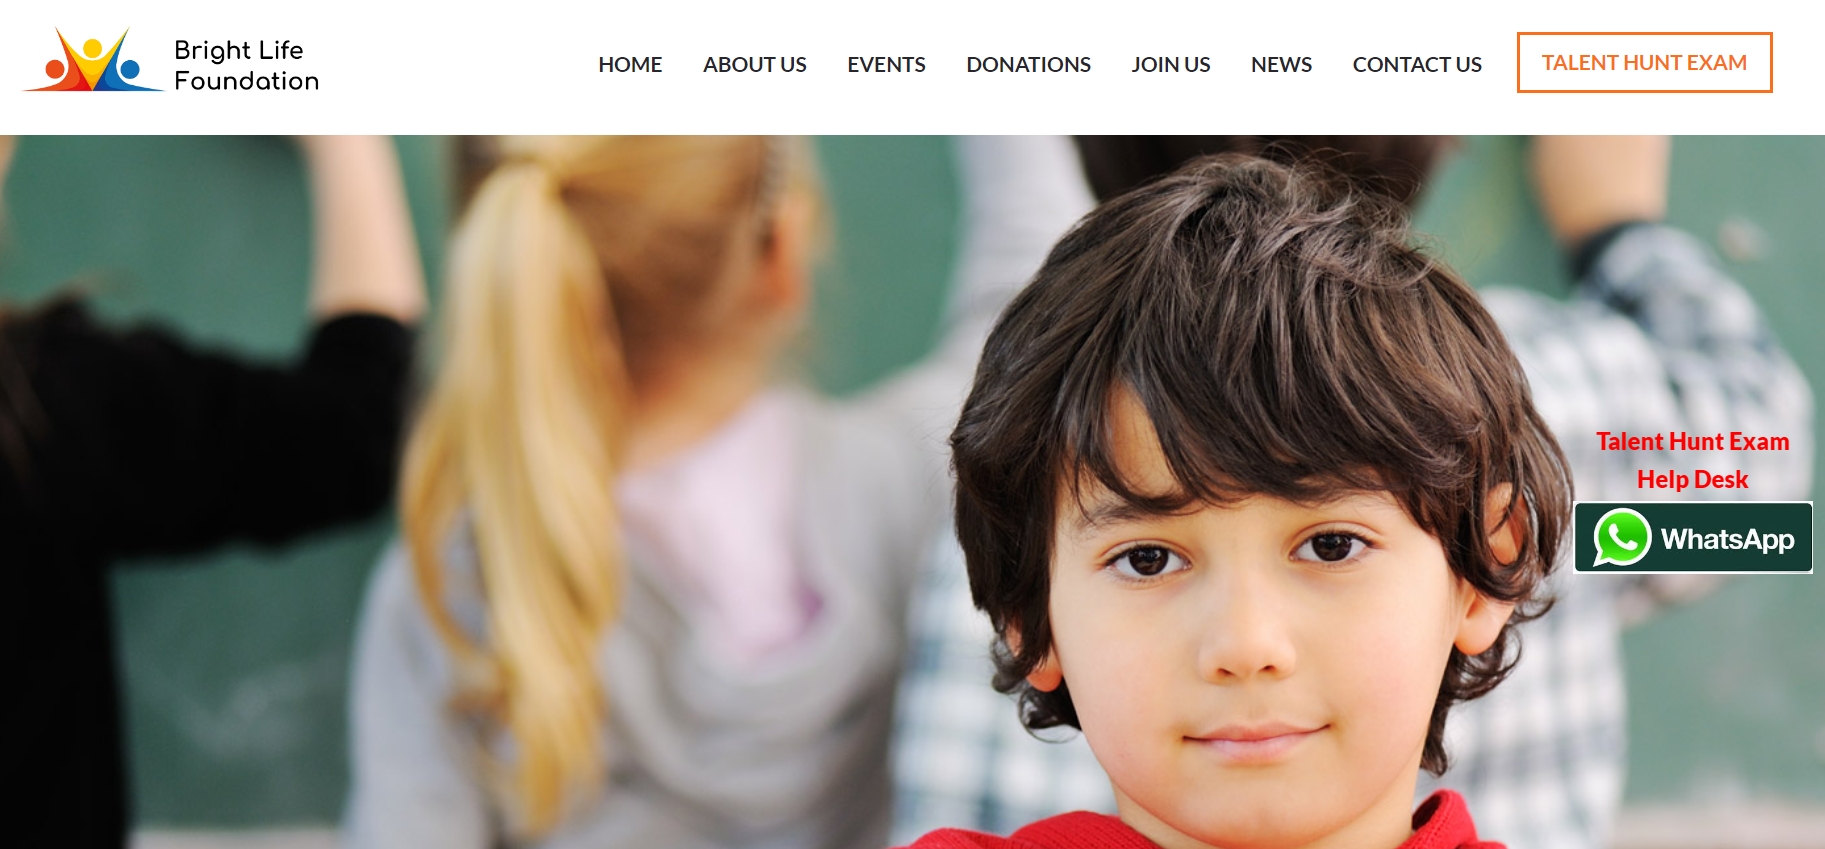 Bright Life
Foundation
HOME ABOUT US EVENTS DONATIONS JOIN US NEWS CONTACT US TALENT HUNT EXAM
Talent Hunt Exam
Help Desk
WhatsApp